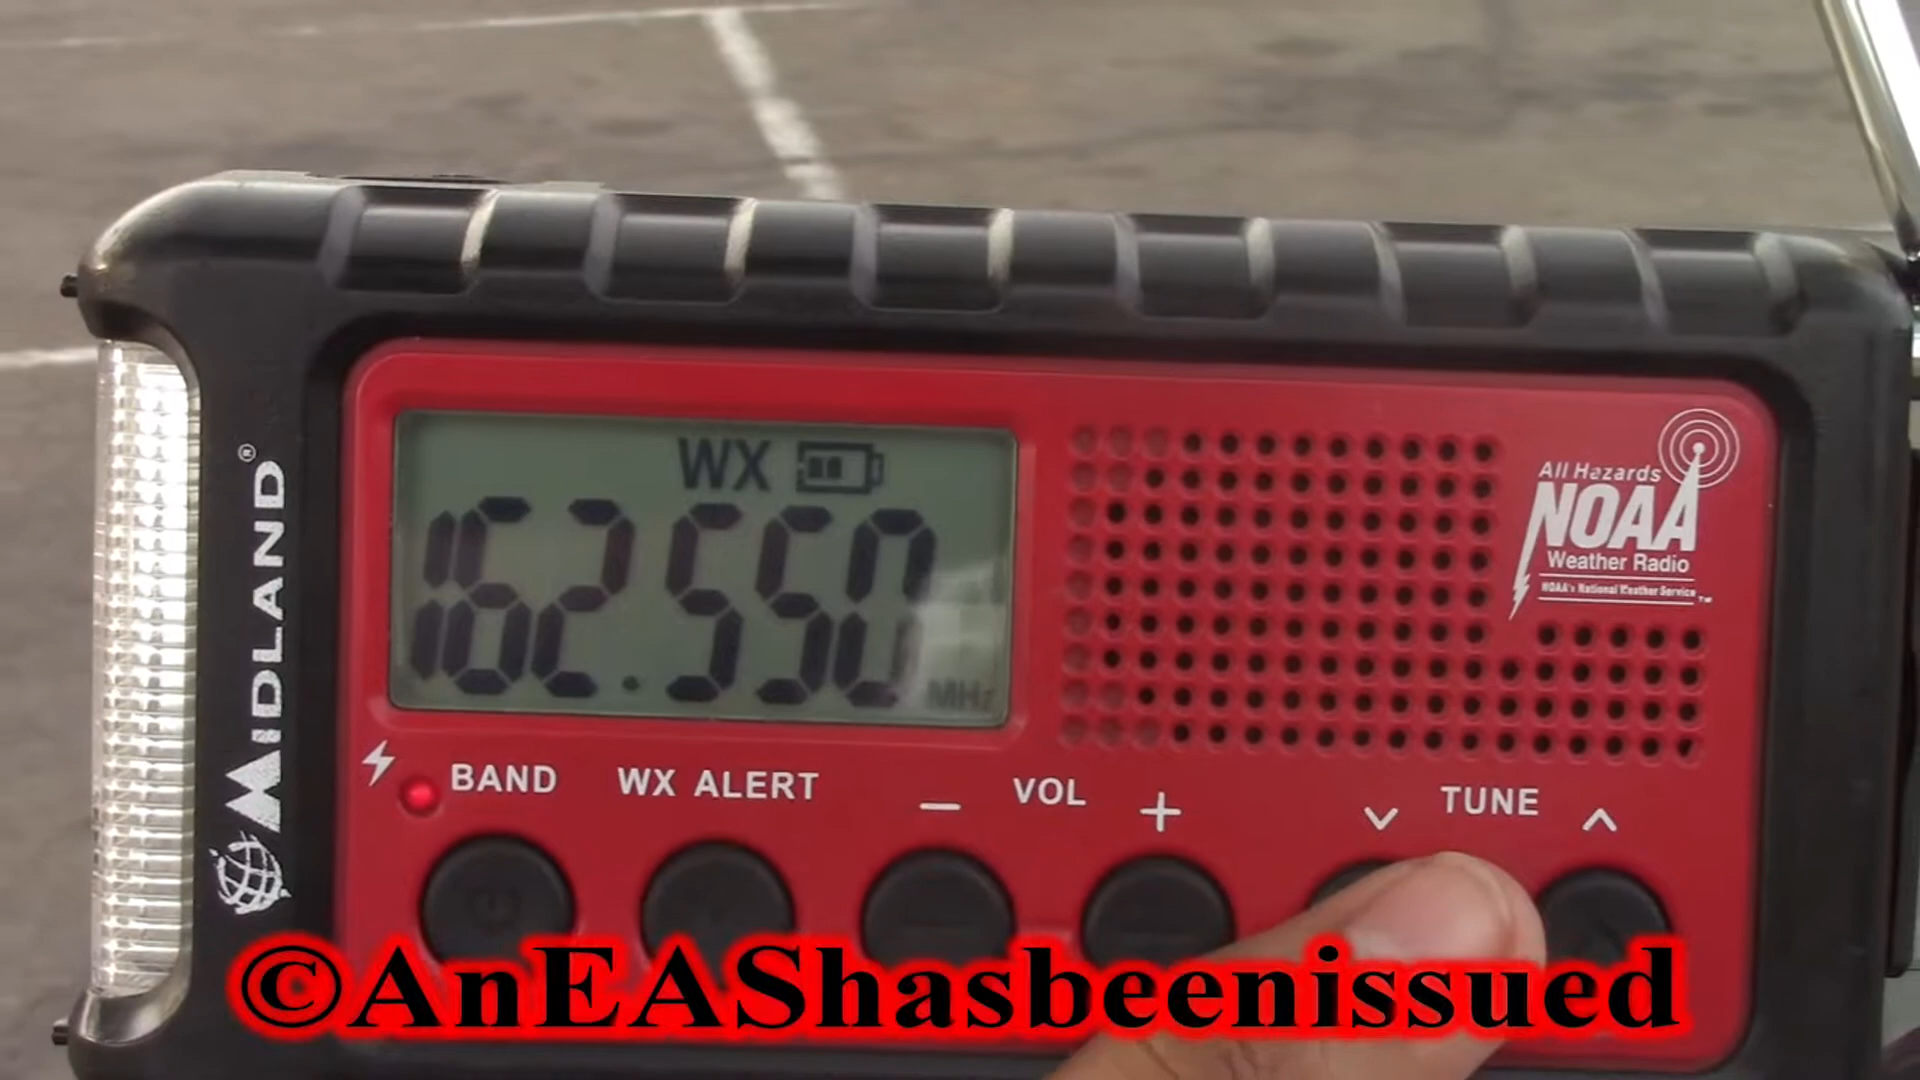 WX
162.550
MHz
MIDLAND®
All Hazards
NOAA
Weather Radio
NOAA's National Weather Service™
BAND
WX ALERT
− VOL +
TUNE
©AnEAShasbeenissued